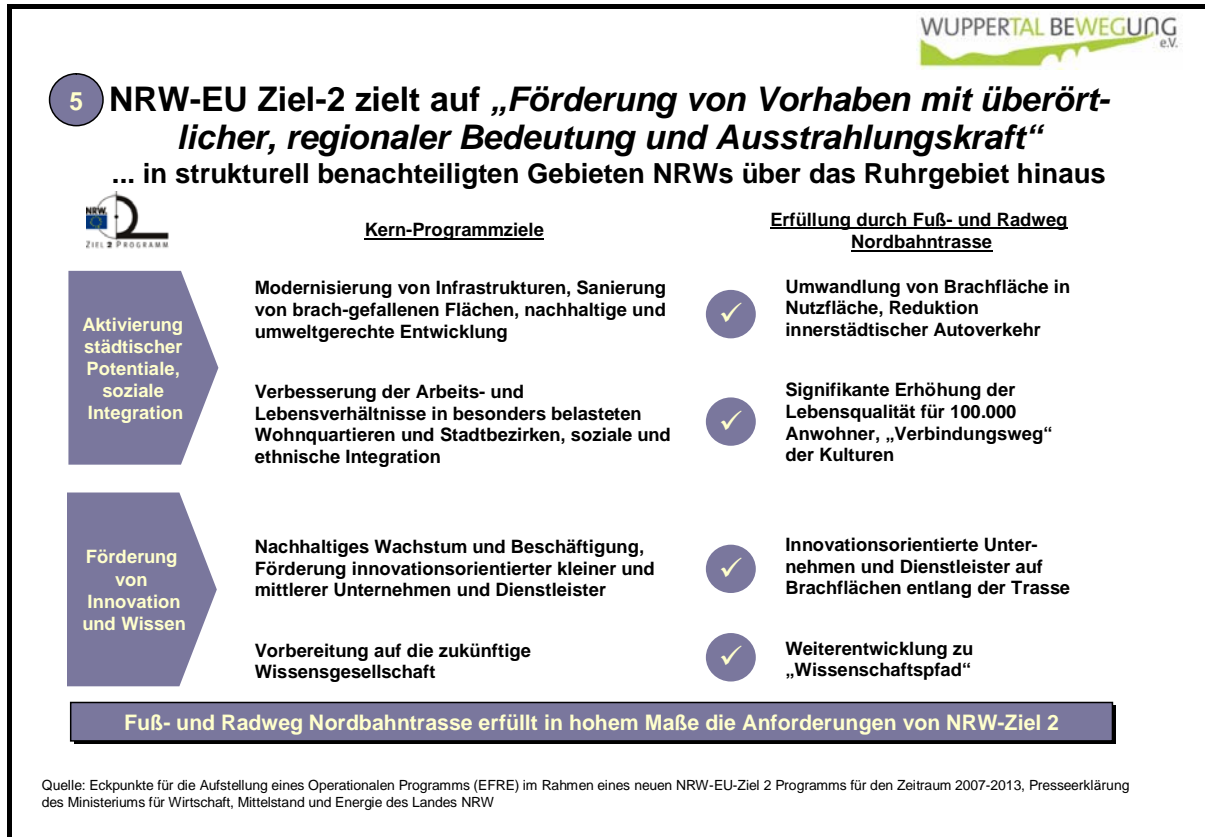 WUPPERTAL BEWEGUNG
e.V.
5
NRW-EU Ziel-2 zielt auf „Förderung von Vorhaben mit überört-
licher, regionaler Bedeutung und Ausstrahlungskraft“
... in strukturell benachteiligten Gebieten NRWs über das Ruhrgebiet hinaus
NRW.
ZIEL 2 PROGRAMM
Kern-Programmziele
Erfüllung durch Fuß- und Radweg
Nordbahntrasse
Aktivierung
städtischer
Potentiale,
soziale
Integration
Modernisierung von Infrastrukturen, Sanierung
von brach-gefallenen Flächen, nachhaltige und
umweltgerechte Entwicklung
Umwandlung von Brachfläche in
Nutzfläche, Reduktion
innerstädtischer Autoverkehr
Verbesserung der Arbeits- und
Lebensverhältnisse in besonders belasteten
Wohnquartieren und Stadtbezirken, soziale und
ethnische Integration
Signifikante Erhöhung der
Lebensqualität für 100.000
Anwohner, „Verbindungsweg“
der Kulturen
Förderung
von
Innovation
und Wissen
Nachhaltiges Wachstum und Beschäftigung,
Förderung innovationsorientierter kleiner und
mittlerer Unternehmen und Dienstleister
Innovationsorientierte Unter-
nehmen und Dienstleister auf
Brachflächen entlang der Trasse
Vorbereitung auf die zukünftige
Wissensgesellschaft
Weiterentwicklung zu
„Wissenschaftspfad“
Fuß- und Radweg Nordbahntrasse erfüllt in hohem Maße die Anforderungen von NRW-Ziel 2
Quelle: Eckpunkte für die Aufstellung eines Operationalen Programms (EFRE) im Rahmen eines neuen NRW-EU-Ziel 2 Programms für den Zeitraum 2007-2013, Presseerklärung
des Ministeriums für Wirtschaft, Mittelstand und Energie des Landes NRW